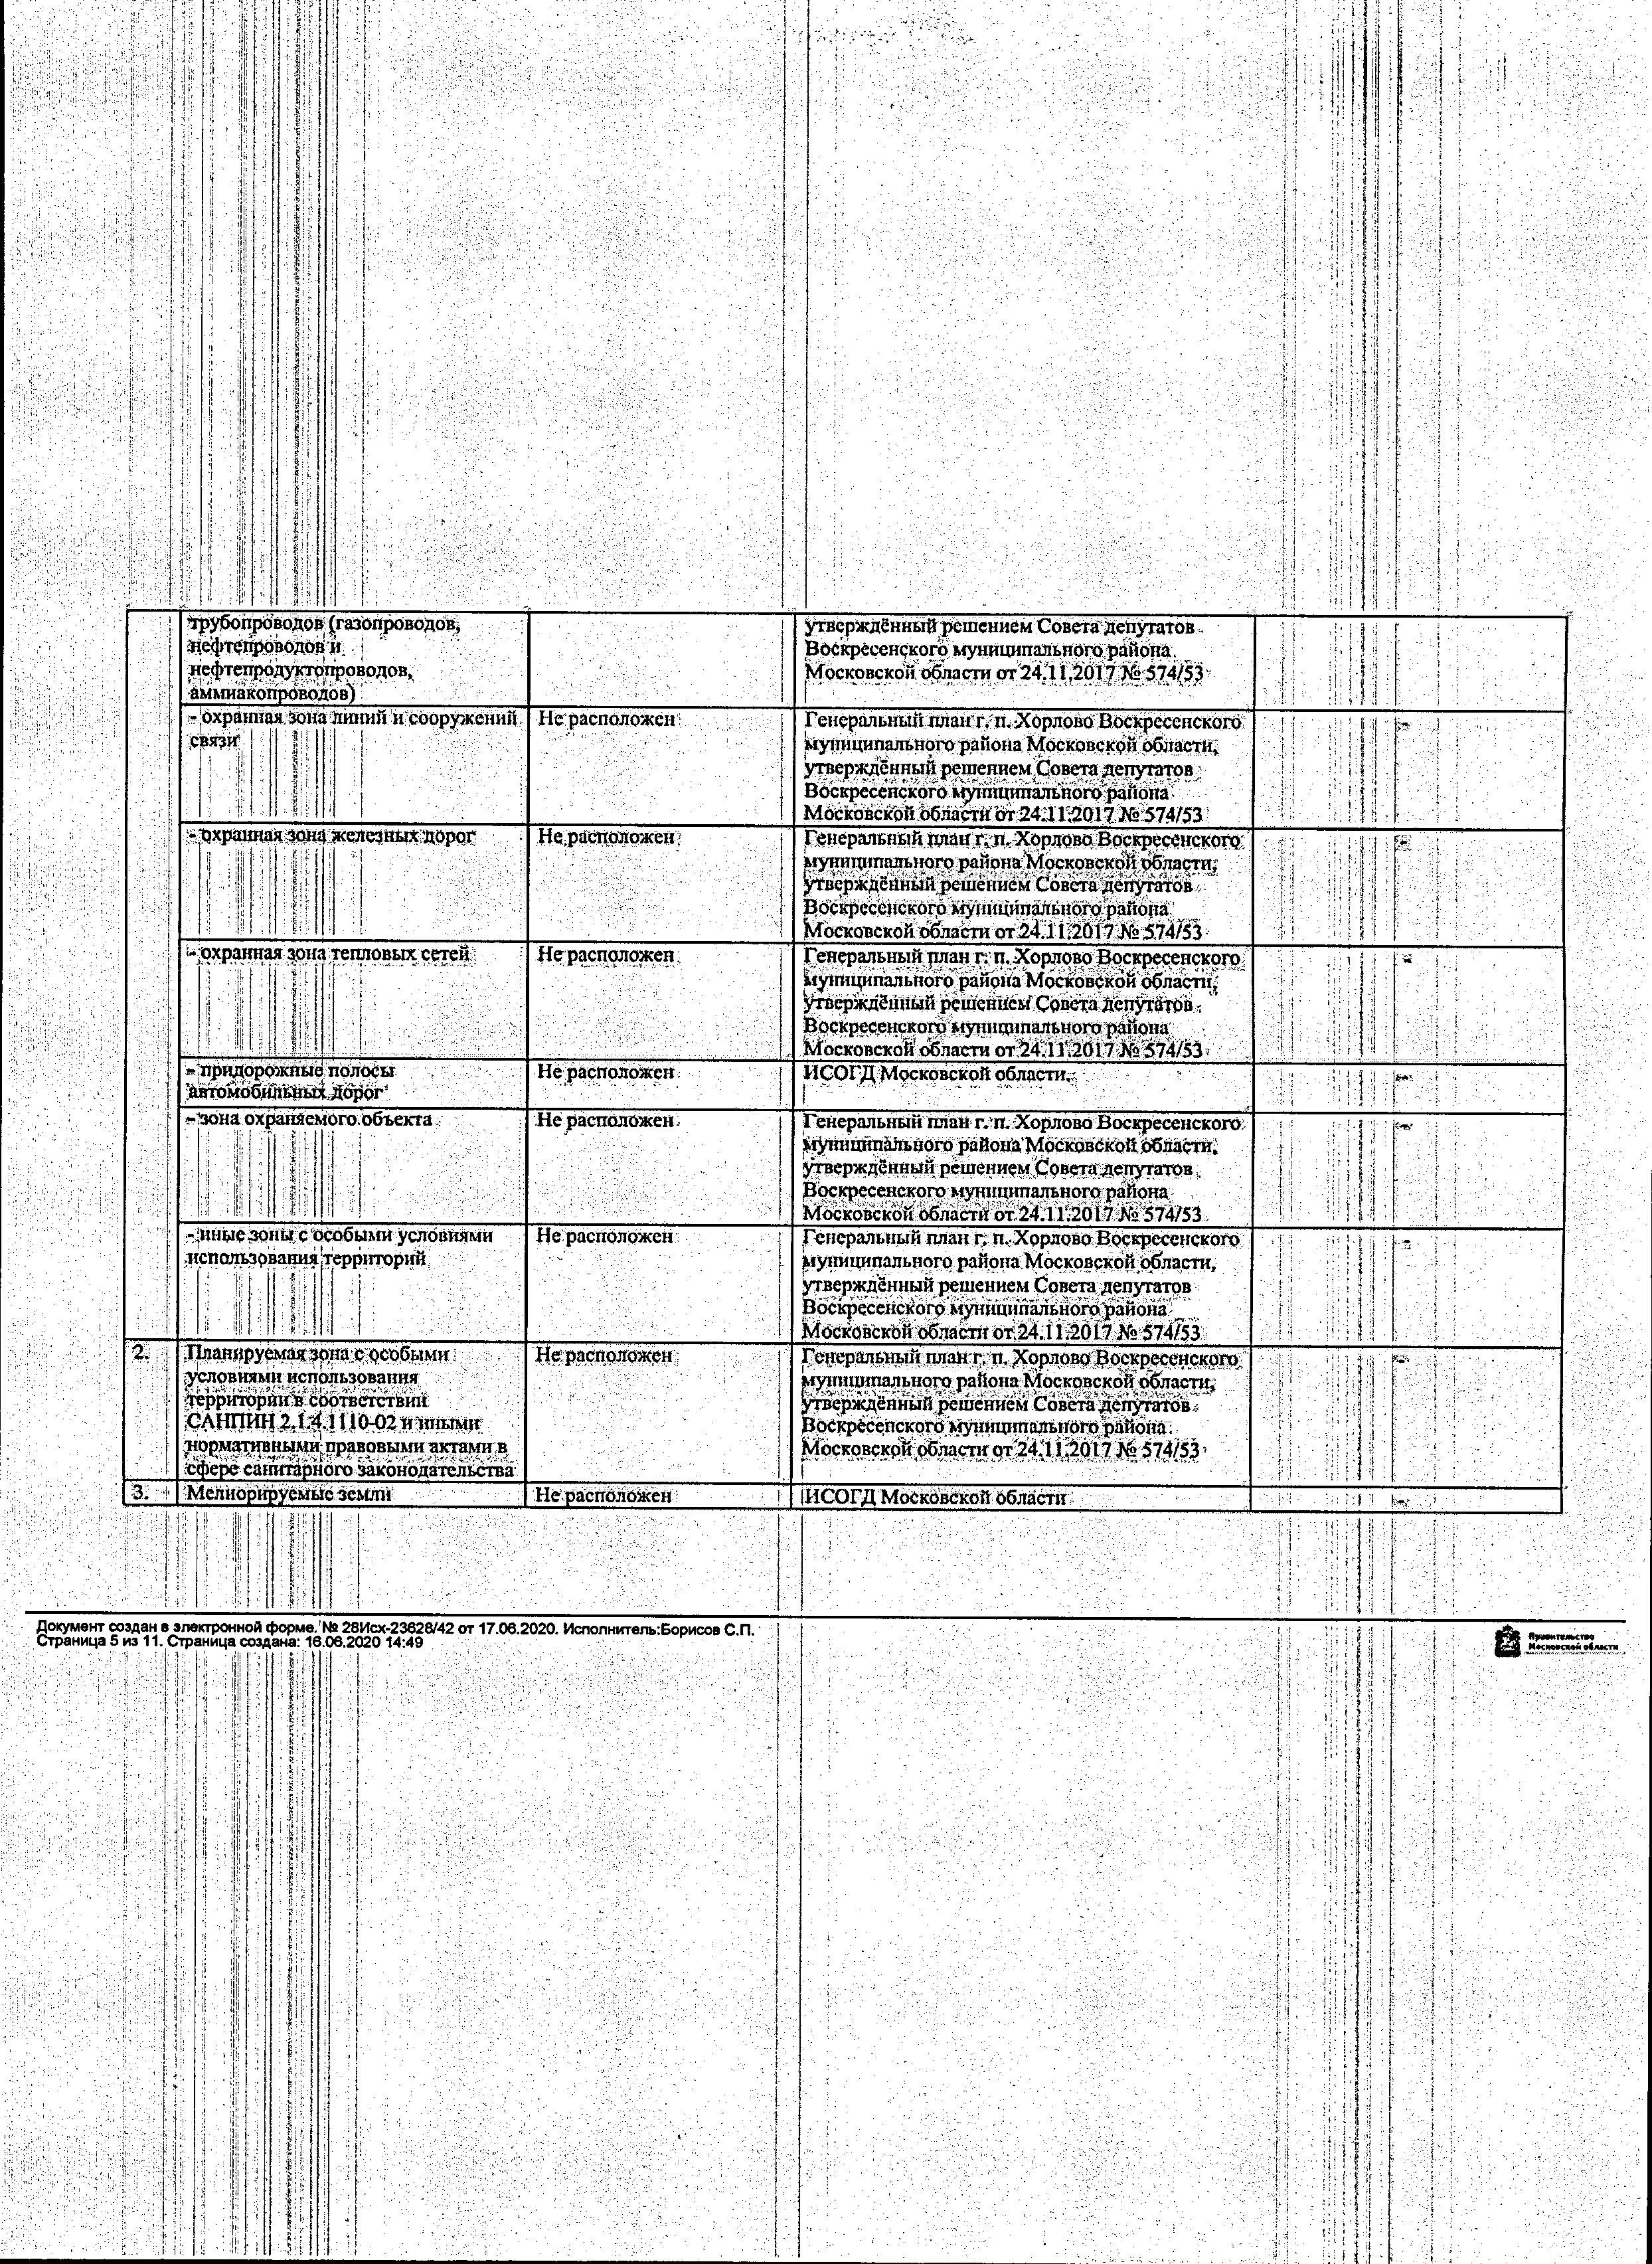 трубопроводов (газопроводов,
нефтепроводов и
нефтепродуктопроводов,
аммиакопроводов)
утверждённый решением Совета депутатов
Воскресенского муниципального района
Московской области от 24.11.2017 № 574/53
- охранная зона линий и сооружений
связи
Не расположен
Генеральный план г. п. Хорлово Воскресенского
муниципального района Московской области,
утверждённый решением Совета депутатов
Воскресенского муниципального района
Московской области от 24.11.2017 № 574/53
-
- охранная зона железных дорог
Не расположен
Генеральный план г. п. Хорлово Воскресенского
муниципального района Московской области,
утверждённый решением Совета депутатов
Воскресенского муниципального района
Московской области от 24.11.2017 № 574/53
-
- охранная зона тепловых сетей
Не расположен
Генеральный план г. п. Хорлово Воскресенского
муниципального района Московской области,
утверждённый решением Совета депутатов
Воскресенского муниципального района
Московской области от 24.11.2017 № 574/53
-
- придорожные полосы
автомобильных дорог
Не расположен
ИСОГД Московской области
-
- зона охраняемого объекта
Не расположен
Генеральный план г. п. Хорлово Воскресенского
муниципального района Московской области,
утверждённый решением Совета депутатов
Воскресенского муниципального района
Московской области от 24.11.2017 № 574/53
-
- иные зоны с особыми условиями
использования территорий
Не расположен
Генеральный план г. п. Хорлово Воскресенского
муниципального района Московской области,
утверждённый решением Совета депутатов
Воскресенского муниципального района
Московской области от 24.11.2017 № 574/53
-
2.
Планируемая зона с особыми
условиями использования
территории в соответствии
САНПИН 2.1.4.1110-02 и иными
нормативными правовыми актами в
сфере санитарного законодательства
Не расположен
Генеральный план г. п. Хорлово Воскресенского
муниципального района Московской области,
утверждённый решением Совета депутатов
Воскресенского муниципального района
Московской области от 24.11.2017 № 574/53
-
3.
Мелиорируемые земли
Не расположен
ИСОГД Московской области
-
Документ создан в электронной форме. № 28Исх-23628/42 от 17.06.2020. Исполнитель:Борисов С.П.
Страница 5 из 11. Страница создана: 16.06.2020 14:49
Правительство
Московской области